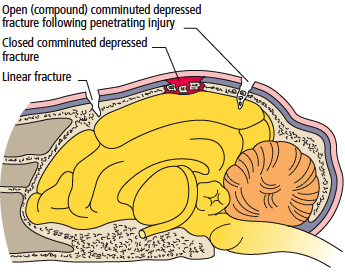 Open (compound) comminuted depressed
fracture following penetrating injury
Closed comminuted depressed
fracture
Linear fracture